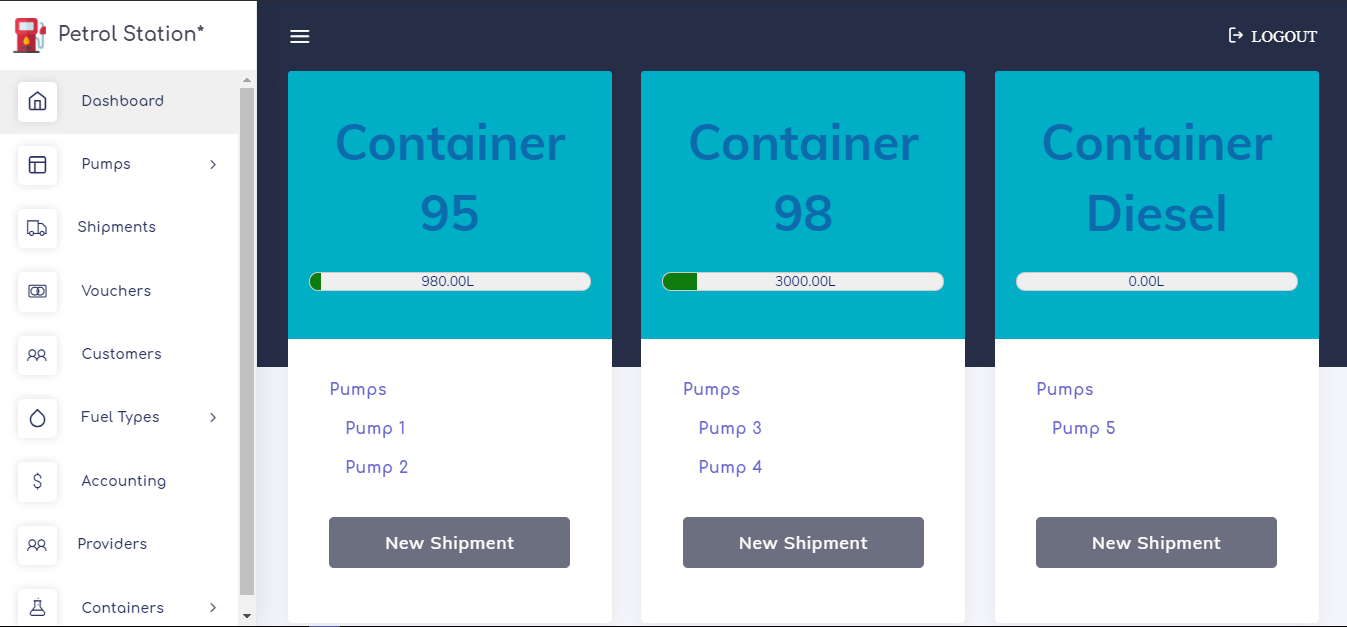 Petrol Station*
LOGOUT
Dashboard
Pumps
Shipments
Vouchers
Customers
Fuel Types
Accounting
Providers
Containers
Container
95
980.00L
Pumps
Pump 1
Pump 2
New Shipment
Container
98
3000.00L
Pumps
Pump 3
Pump 4
New Shipment
Container
Diesel
0.00L
Pumps
Pump 5
New Shipment